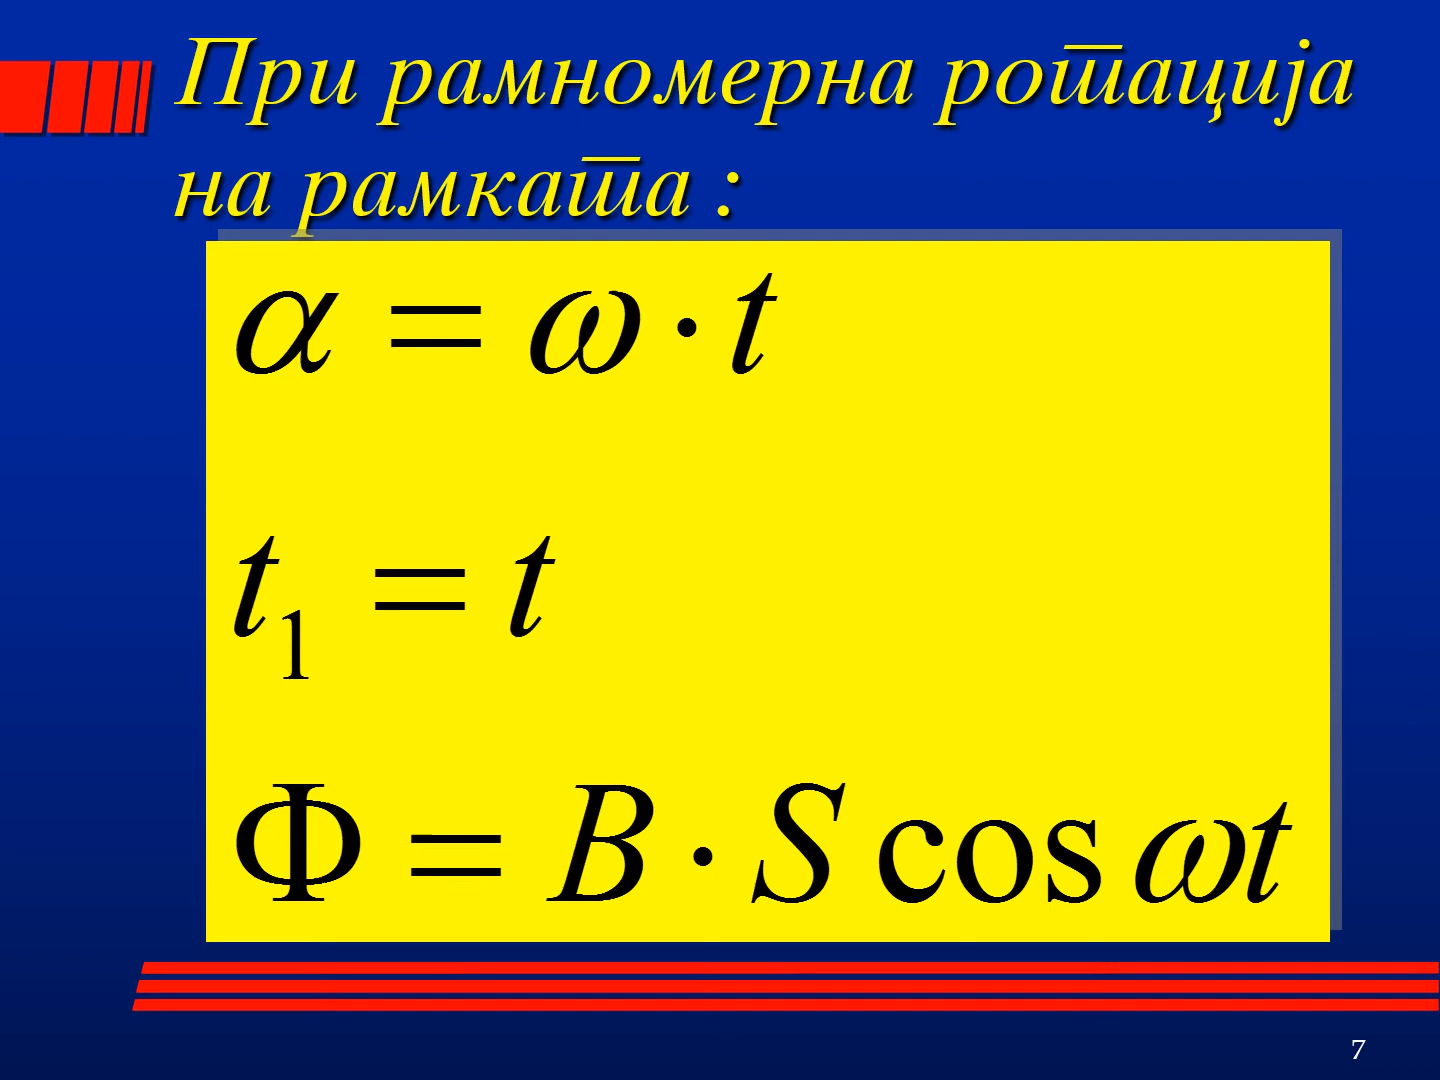 При рамномерна ротација
на рамката :
α = ω · t
t₁ = t
Φ = B · S cos ωt
7